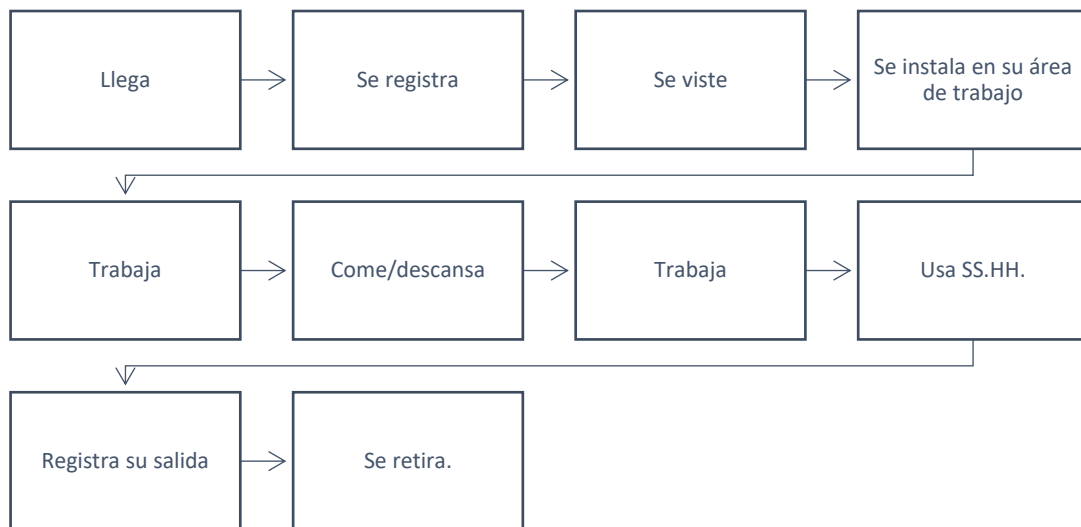 Llega
Se registra
Se viste
Se instala en su área
de trabajo
Trabaja
Come/descansa
Trabaja
Usa SS.HH.
Registra su salida
Se retira.